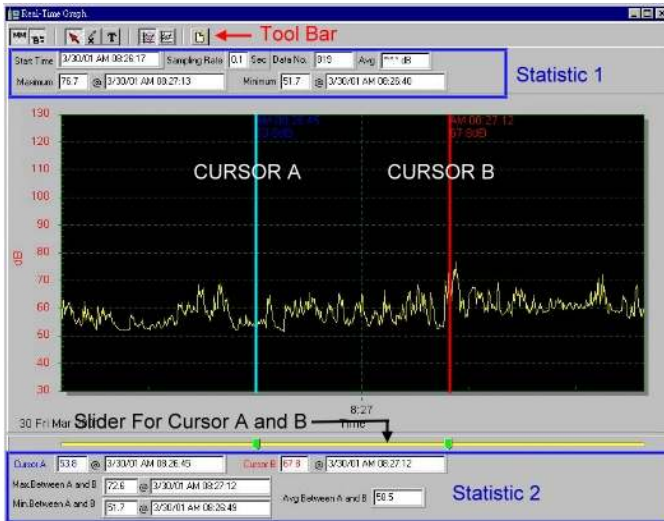 Real-Time Graph
Tool Bar
Start Time 3/30/01 AM 08:26:17 Sampling Rate 0.1 Sec Data No. 819 Avg. dB
Maximum 76.7 @ 3/30/01 AM 08:27:13 Minimum 51.7 @ 3/30/01 AM 08:26:48
Statistic 1
130
AM 08:26:45
AM 08:27:12
120
110
CURSOR A CURSOR B
100
90
80
dB
70
60
50
40
30
8:27
30 Fri Mar
Time
Slider For Cursor A and B
Cursor A 53.8 @ 3/30/01 AM 08:26:45 Cursor B 67.8 @ 3/30/01 AM 08:27:12
Max.Between A and B 72.6 @ 3/30/01 AM 08:27:12
Avg Between A and B 58.5
Min.Between A and B 51.7 @ 3/30/01 AM 08:26:49
Statistic 2